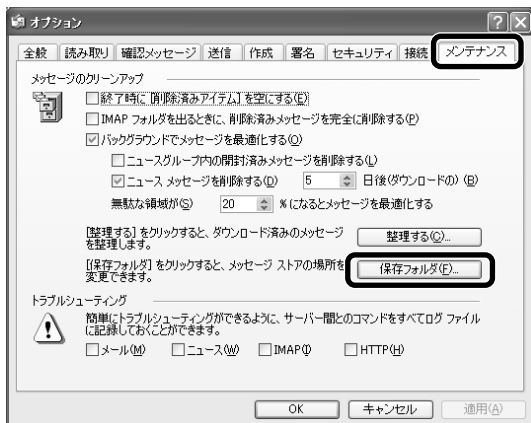 オプション
全般 読み取り 確認メッセージ 送信 作成 署名 セキュリティ 接続 メンテナンス
メッセージのクリーンアップ
終了時に [削除済みアイテム] を空にする(E)
IMAP フォルダを出るときに、削除済みメッセージを完全に削除する(P)
バックグラウンドでメッセージを最適化する(O)
ニュースグループ内の開封済みメッセージを削除する(L)
ニュース メッセージを削除する(D) 5 日後(ダウンロードの) (B)
無駄な領域が(S) 20 % になるとメッセージを最適化する
[整理する] をクリックすると、ダウンロード済みのメッセージ
を整理します。
整理する(C)...
[保存フォルダ] をクリックすると、メッセージ ストアの場所を
変更できます。
保存フォルダ(F)...
トラブルシューティング
簡単にトラブルシューティングができるように、サーバー間とのコマンドをすべてログ ファイル
に記録しておくことができます。
メール(M) ニュース(W) IMAP(I) HTTP(H)
OK キャンセル 適用(A)